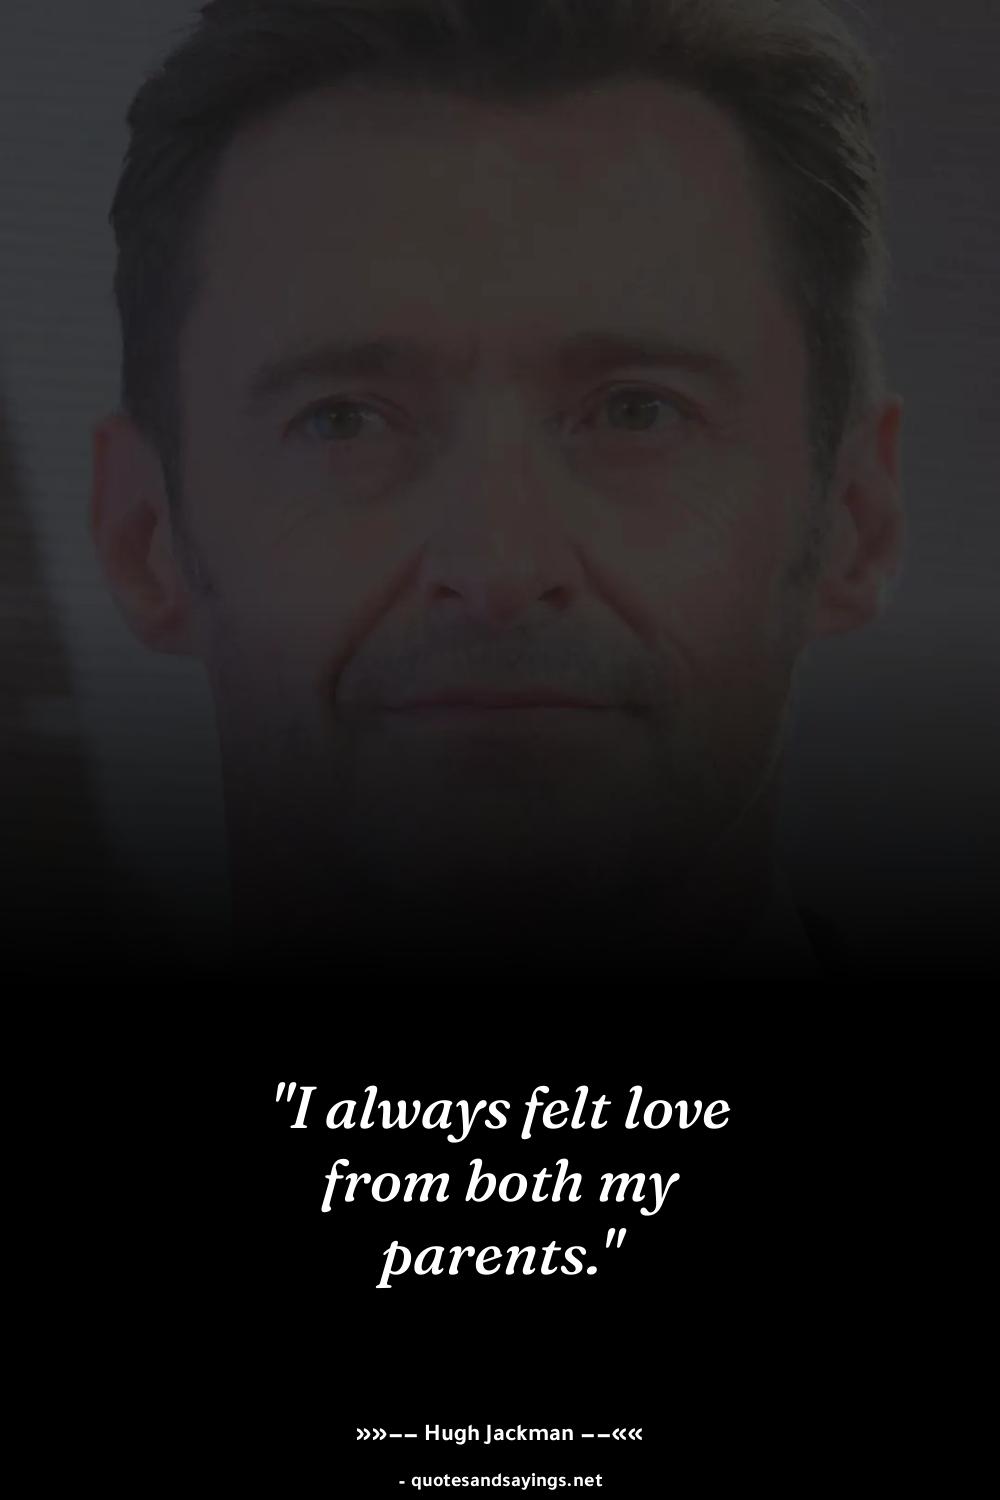 "I always felt love
from both my
parents."
»»−− Hugh Jackman −−««
- quotesandsayings.net